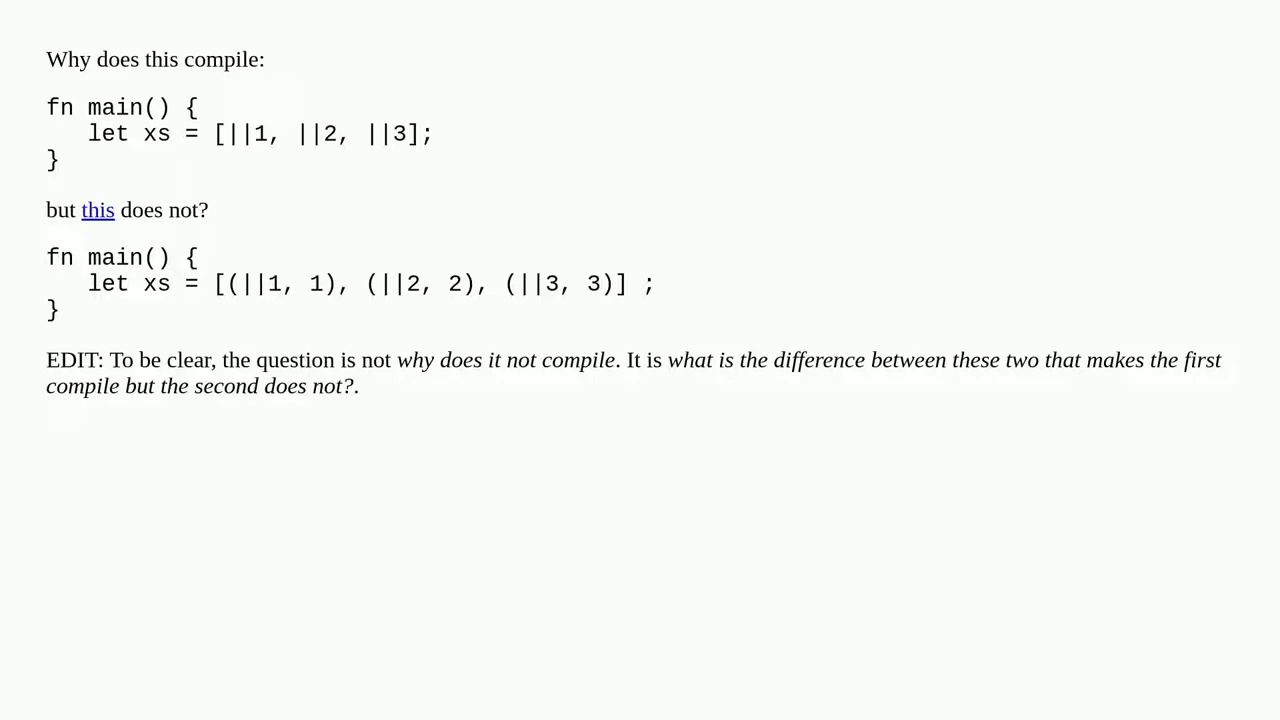 Why does this compile:
fn main() {
   let xs = [||1, ||2, ||3];
}
but this does not?
fn main() {
   let xs = [(||1, 1), (||2, 2), (||3, 3)] ;
}
EDIT: To be clear, the question is not why does it not compile. It is what is the difference between these two that makes the first
compile but the second does not?.